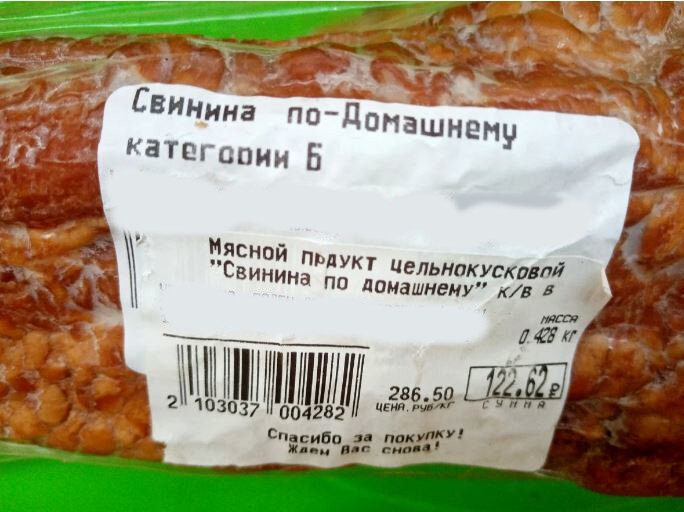 Свинина по-Домашнему
категории Б
Мясной прдукт цельнокусковой
"Свинина по домашнему" к/в в
МАССА
0.428 кг
286.50
ЦЕНА, РУБ/КГ
122.62₽
СУММА
2 103037 004282
Спасибо за покупку!
Ждем Вас снова!